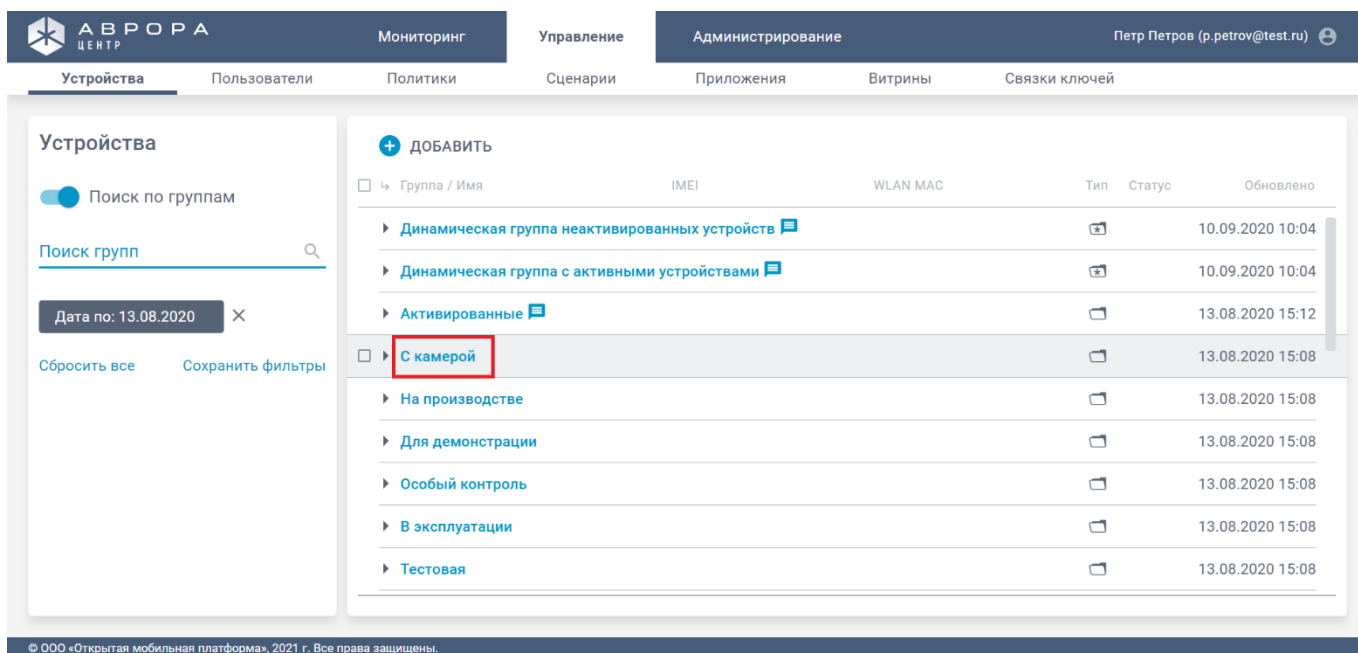 АВРОРА
ЦЕНТР
Мониторинг Управление Администрирование Петр Петров (p.petrov@test.ru)
Устройства Пользователи Политики Сценарии Приложения Витрины Связки ключей
Устройства
Поиск по группам
Поиск групп
Дата по: 13.08.2020
Сбросить все Сохранить фильтры
ДОБАВИТЬ
Группа / Имя IMEI WLAN MAC Тип Статус Обновлено
Динамическая группа неактивированных устройств 10.09.2020 10:04
Динамическая группа с активными устройствами 10.09.2020 10:04
Активированные 13.08.2020 15:12
С камерой 13.08.2020 15:08
На производстве 13.08.2020 15:08
Для демонстрации 13.08.2020 15:08
Особый контроль 13.08.2020 15:08
В эксплуатации 13.08.2020 15:08
Тестовая 13.08.2020 15:08
© ООО «Открытая мобильная платформа», 2021 г. Все права защищены.